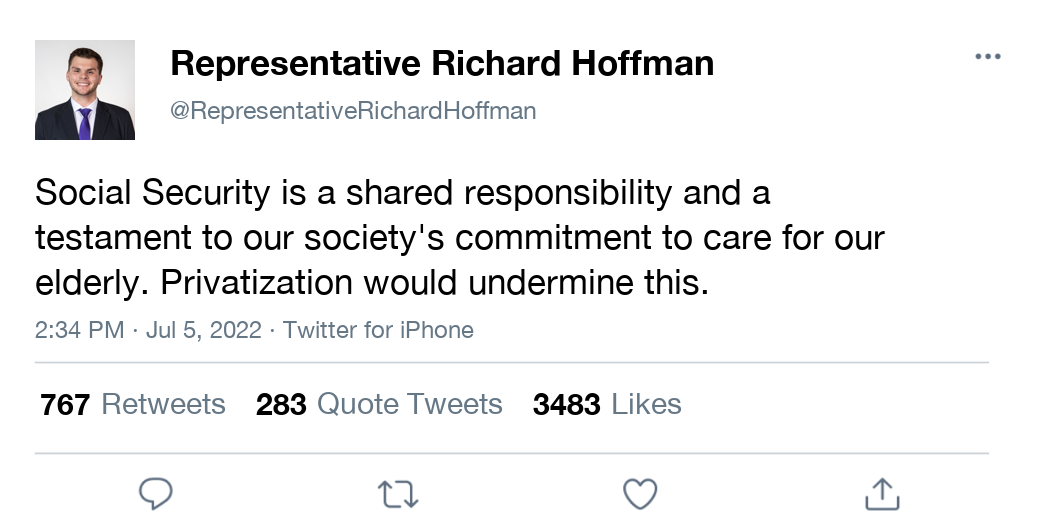 Representative Richard Hoffman
@RepresentativeRichardHoffman
Social Security is a shared responsibility and a
testament to our society's commitment to care for our
elderly. Privatization would undermine this.
2:34 PM · Jul 5, 2022 · Twitter for iPhone
767 Retweets 283 Quote Tweets 3483 Likes